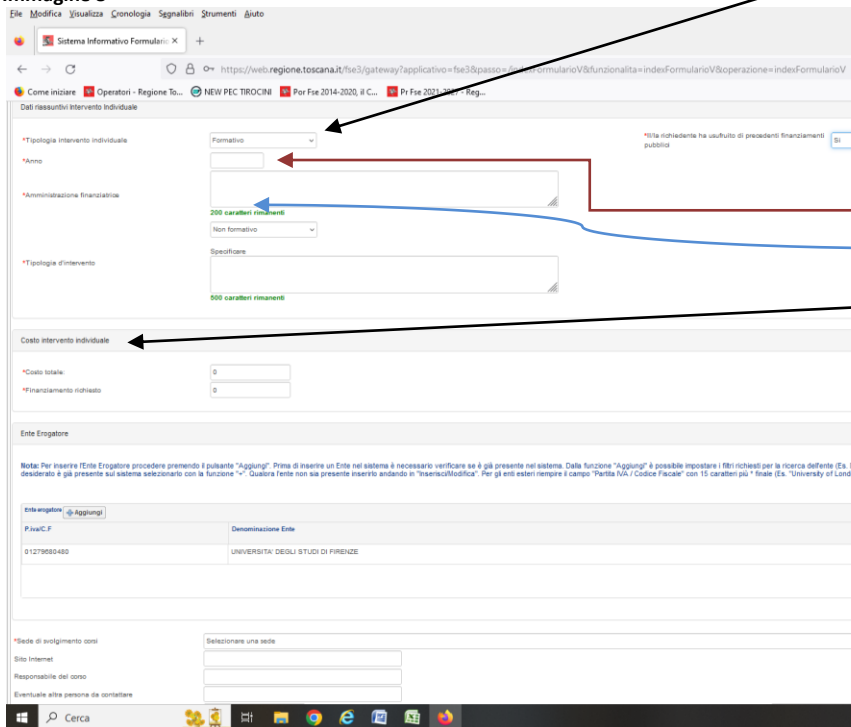 File Modifica Visualizza Cronologia Segnalibri Strumenti Aiuto
Sistema Informativo Formulario × +
https://web.regione.toscana.it/fse3/gateway?applicativo=fse3&passo=/indexFormularioV&funzionalita=indexFormularioV&operazione=indexFormularioV
Come iniziare Operatori - Regione To... NEW PEC TIROCINI Por Fse 2014-2020, il C... Pr Fse 2021-2027 - Reg...
Dati riassuntivi Intervento Individuale
*Tipologia intervento individuale Formativo *Il/la richiedente ha usufruito di precedenti finanziamenti pubblici Si
*Anno
*Amministrazione finanziatrice
200 caratteri rimanenti
Non formativo
Specificare
*Tipologia d'intervento
500 caratteri rimanenti
Costo intervento individuale
*Costo totale: 0
*Finanziamento richiesto 0
Ente Erogatore
Nota: Per inserire l'Ente Erogatore procedere premendo il pulsante "Aggiungi". Prima di inserire un Ente nel sistema è necessario verificare se è già presente nel sistema. Dalla funzione "Aggiungi" è possibile impostare i filtri richiesti per la ricerca dell'ente (Es.
desiderato è già presente sul sistema selezionarlo con la funzione "+". Qualora l'ente non sia presente inserirlo andando in "Inserisci/Modifica". Per gli enti esteri riempire il campo "Partita IVA / Codice Fiscale" con 15 caratteri più * finale (Es. "University of Lond
Ente erogatore Aggiungi
P.iva/C.F Denominazione Ente
01279680480 UNIVERSITA' DEGLI STUDI DI FIRENZE
*Sede di svolgimento corsi Selezionare una sede
Sito Internet
Responsabile del corso
Eventuale altra persona da contattare
Cerca